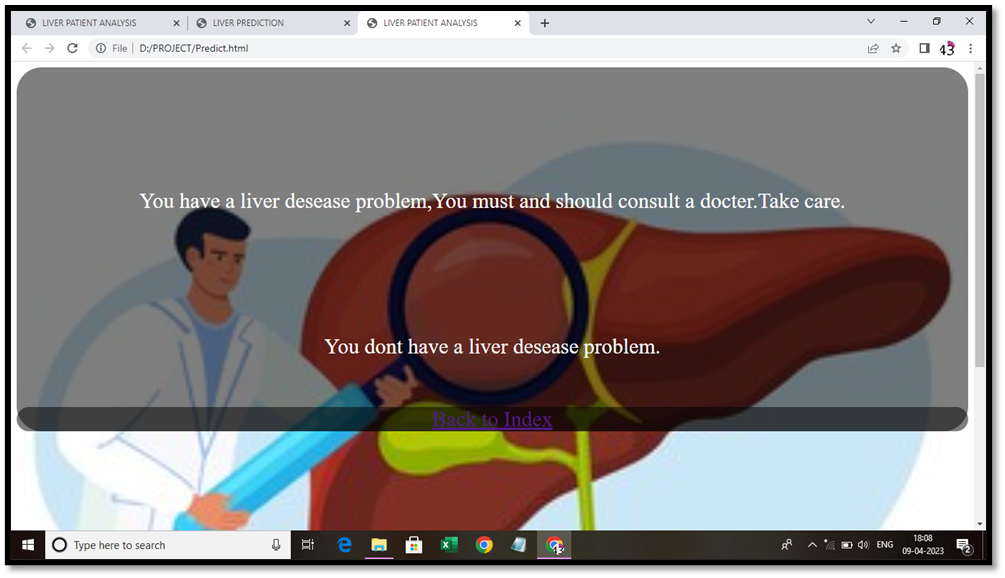 LIVER PATIENT ANALYSIS
LIVER PREDICTION
LIVER PATIENT ANALYSIS
File
D:/PROJECT/Predict.html
43
You have a liver desease problem,You must and should consult a docter.Take care.
You dont have a liver desease problem.
Back to Index
Type here to search
ENG
18:08
09-04-2023
2